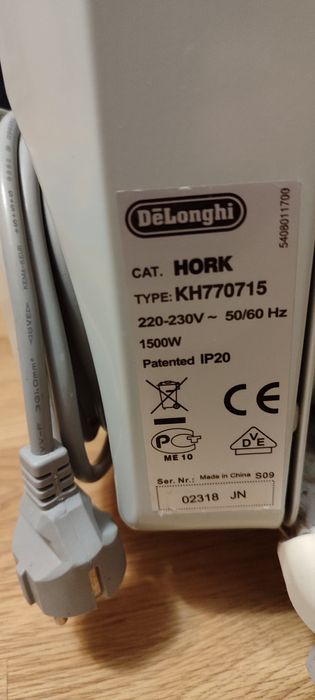 DēLonghi
5408011700
CAT. HORK
TYPE: KH770715
220-230V ~ 50/60 Hz
1500W
Patented IP20
CE
PC
ME 10
VDE
Ser. Nr.: Made in China S09
02318 JN